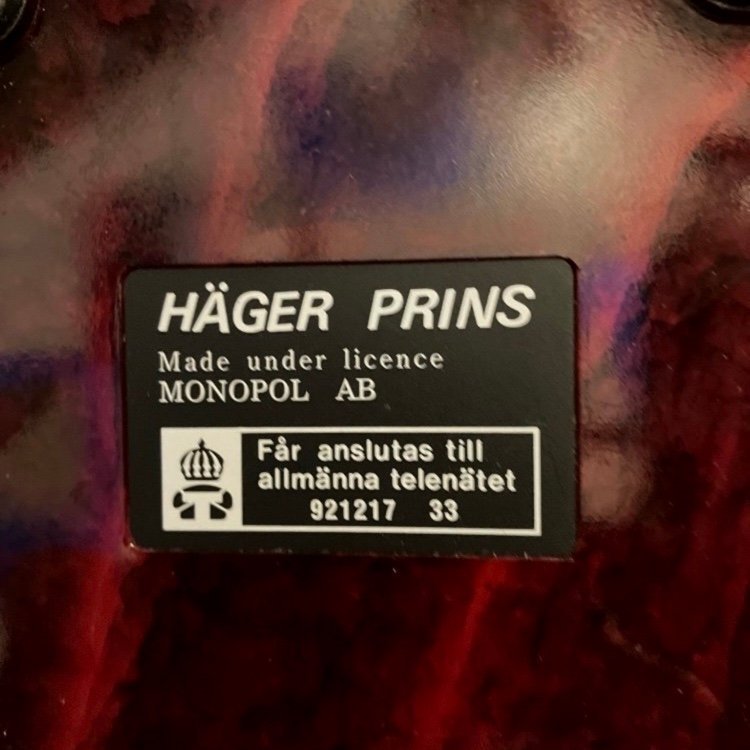 HÄGER PRINS
Made under licence
MONOPOL AB
Får anslutas till
allmänna telenätet
921217 33